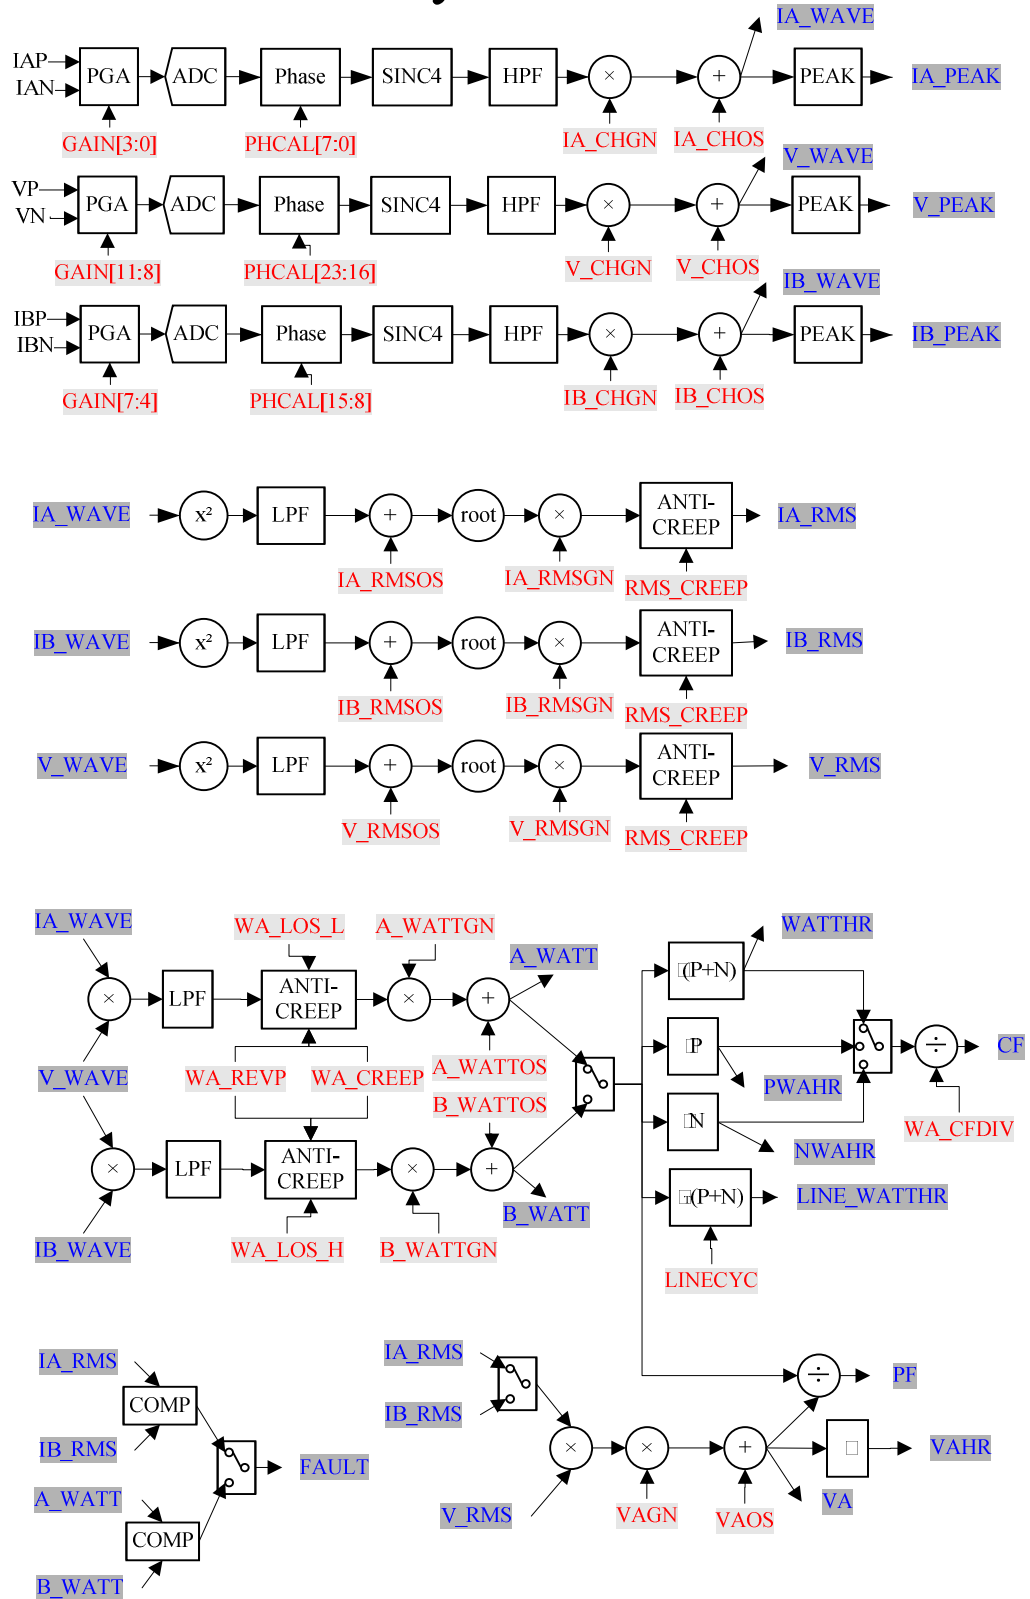 IA_WAVE
IAP
IAN
PGA
ADC
Phase
SINC4
HPF
×
+
PEAK
IA_PEAK
GAIN[3:0]
PHCAL[7:0]
IA_CHGN
IA_CHOS
V_WAVE
VP
VN
PGA
ADC
Phase
SINC4
HPF
×
+
PEAK
V_PEAK
GAIN[11:8]
PHCAL[23:16]
V_CHGN
V_CHOS
IB_WAVE
IBP
IBN
PGA
ADC
Phase
SINC4
HPF
×
+
PEAK
IB_PEAK
GAIN[7:4]
PHCAL[15:8]
IB_CHGN
IB_CHOS
IA_WAVE
x²
LPF
+
root
×
ANTI-
CREEP
IA_RMS
IA_RMSOS
IA_RMSGN
RMS_CREEP
IB_WAVE
x²
LPF
+
root
×
ANTI-
CREEP
IB_RMS
IB_RMSOS
IB_RMSGN
RMS_CREEP
V_WAVE
x²
LPF
+
root
×
ANTI-
CREEP
V_RMS
V_RMSOS
V_RMSGN
RMS_CREEP
IA_WAVE
WA_LOS_L
A_WATTGN
A_WATT
WATTHR
(P+N)
×
LPF
ANTI-
CREEP
×
+
P
÷
CF
V_WAVE
WA_REVP
WA_CREEP
A_WATTOS
B_WATTOS
PWAHR
N
WA_CFDIV
NWAHR
×
LPF
ANTI-
CREEP
×
+
(P+N)
LINE_WATTHR
B_WATT
IB_WAVE
WA_LOS_H
B_WATTGN
LINECYC
IA_RMS
COMP
IB_RMS
FAULT
A_WATT
COMP
B_WATT
IA_RMS
IB_RMS
÷
PF
×
×
+
VAHR
VA
V_RMS
VAGN
VAOS